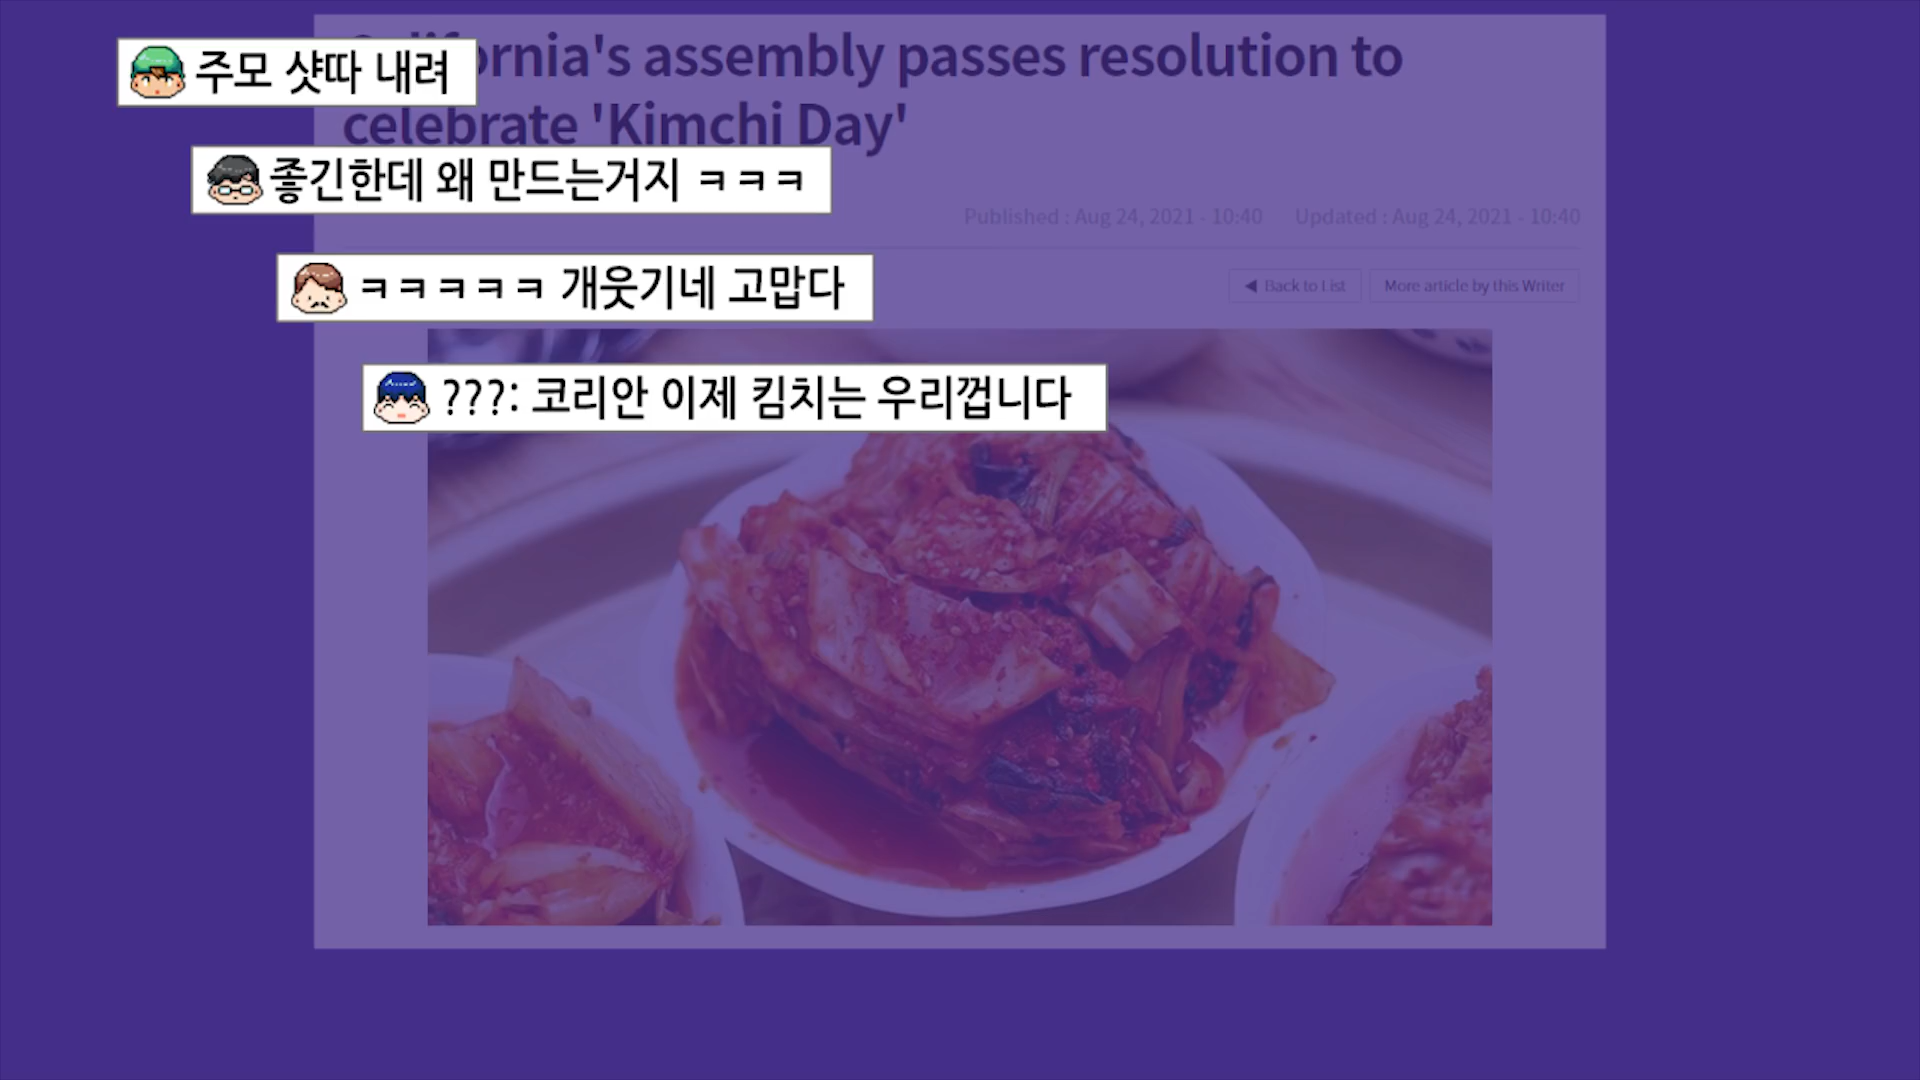 주모 샷따 내려
ornia's assembly passes resolution to
celebrate 'Kimchi Day'
좋긴한데 왜 만드는거지 ㅋㅋㅋ
Published : Aug 24, 2021 - 10:40 Updated : Aug 24, 2021 - 10:40
ㅋㅋㅋㅋㅋ 개웃기네 고맙다
◀ Back to List More article by this Writer
???: 코리안 이제 킴치는 우리껍니다